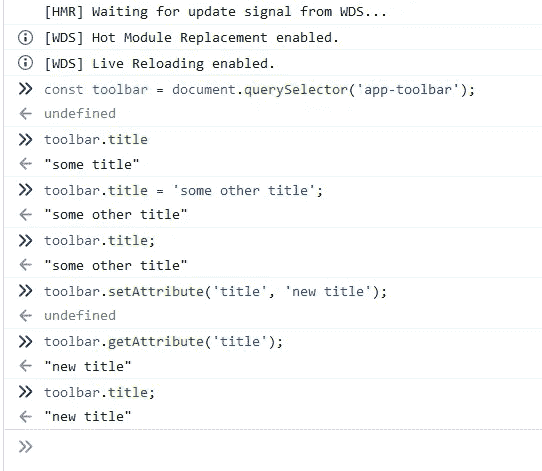 [HMR] Waiting for update signal from WDS...
[WDS] Hot Module Replacement enabled.
[WDS] Live Reloading enabled.
const toolbar = document.querySelector('app-toolbar');
undefined
toolbar.title
"some title"
toolbar.title = 'some other title';
"some other title"
toolbar.title;
"some other title"
toolbar.setAttribute('title', 'new title');
undefined
toolbar.getAttribute('title');
"new title"
toolbar.title;
"new title"